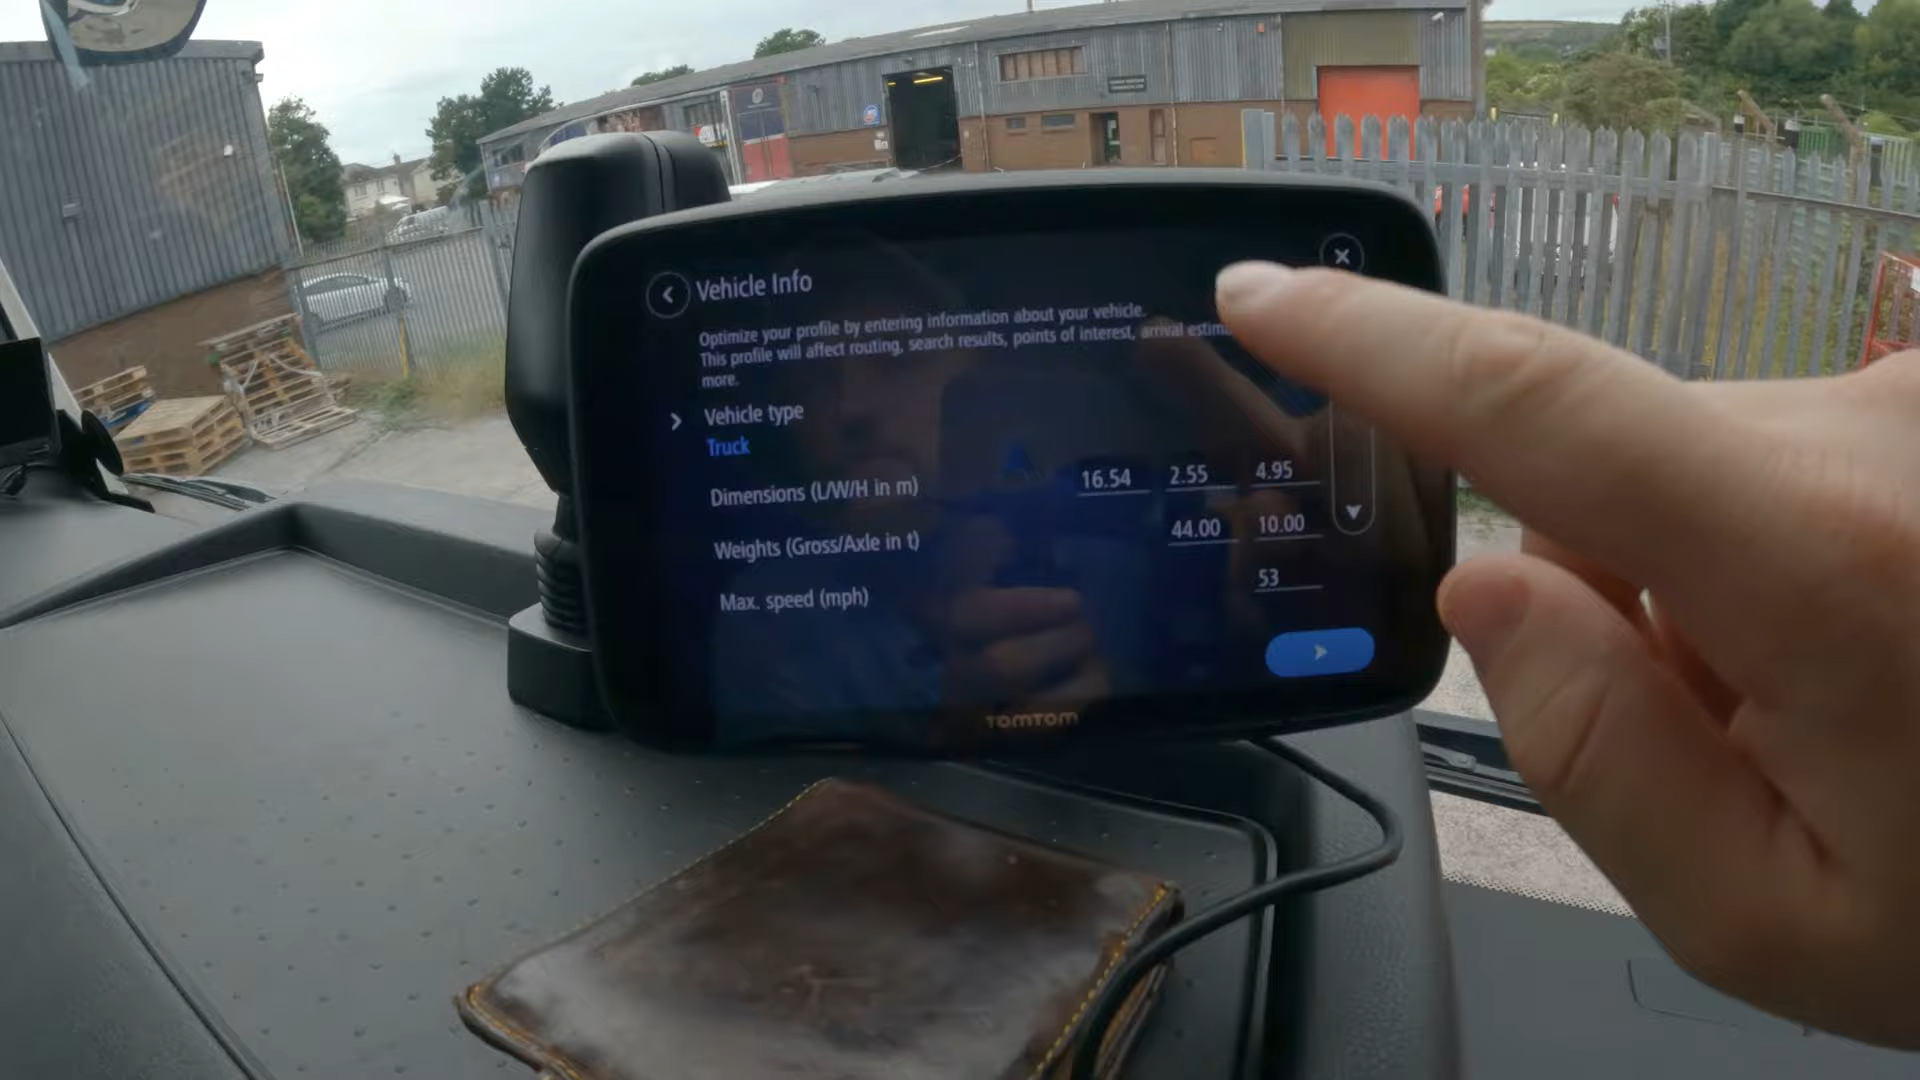 Vehicle Info
Optimize your profile by entering information about your vehicle.
This profile will affect routing, search results, points of interest, arrival estim
more.
Vehicle type
Truck
Dimensions (L/W/H in m) 16.54 2.55 4.95
Weights (Gross/Axle in t) 44.00 10.00
Max. speed (mph) 53
TOMTOM